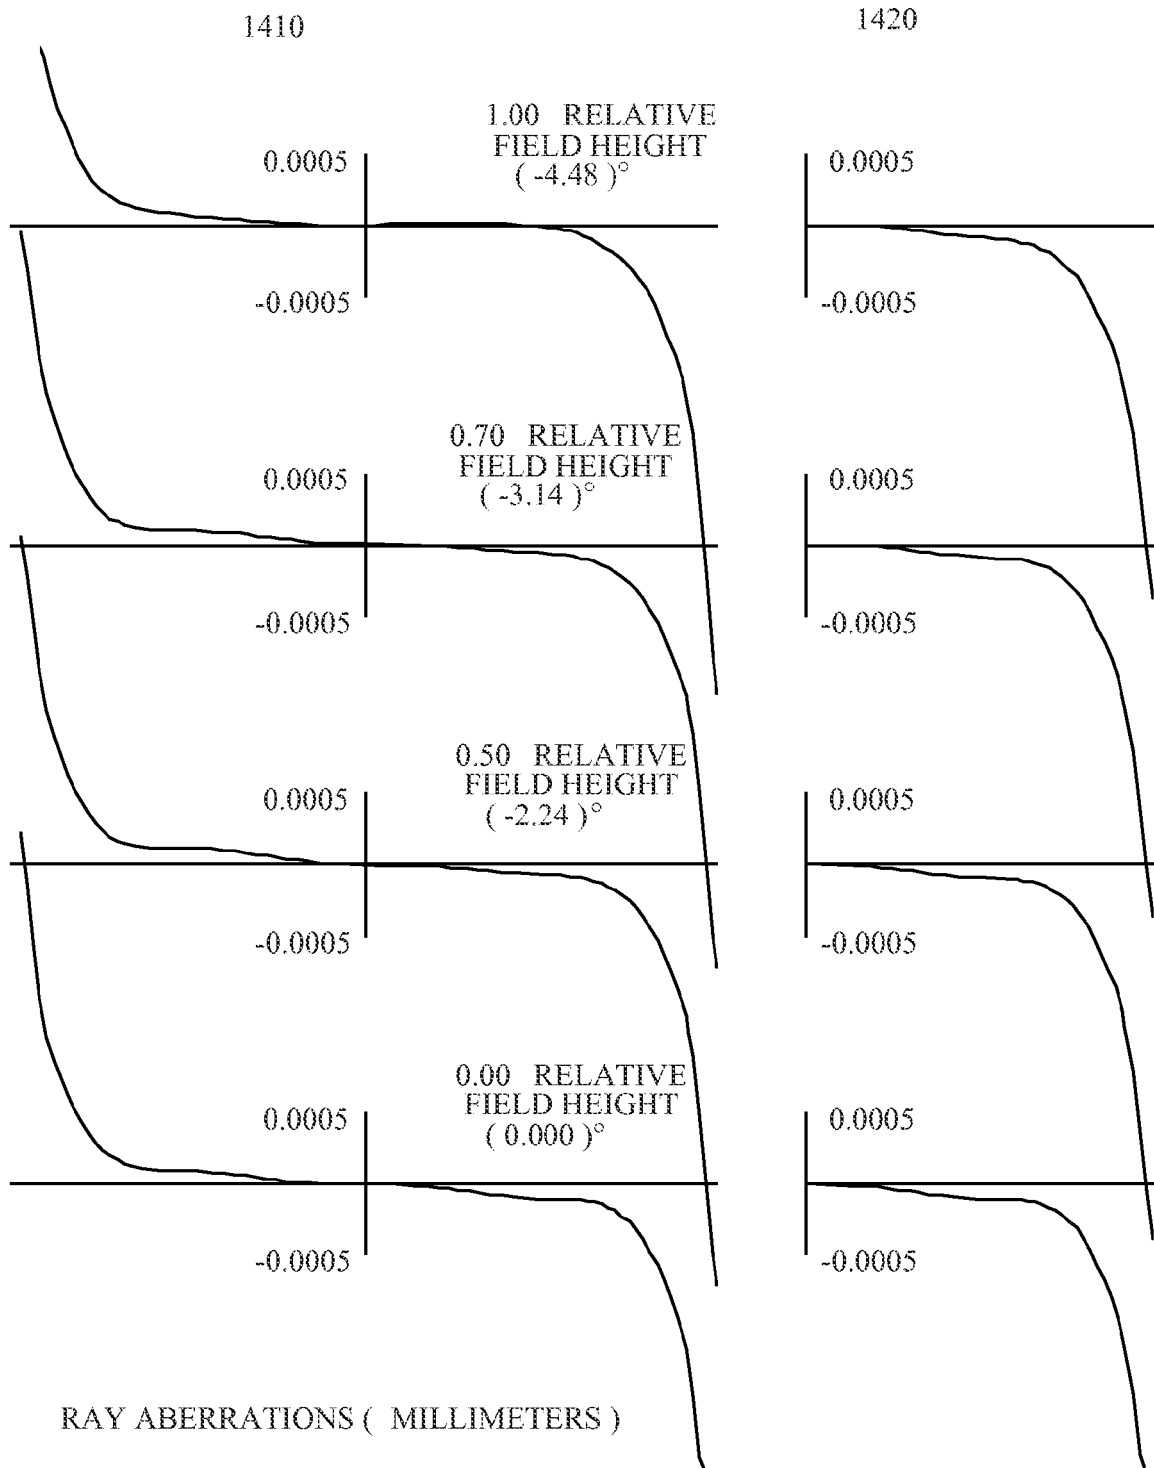 1410
1420
1.00 RELATIVE
FIELD HEIGHT
( -4.48 )°
0.0005
0.0005
-0.0005
-0.0005
0.70 RELATIVE
FIELD HEIGHT
( -3.14 )°
0.0005
0.0005
-0.0005
-0.0005
0.50 RELATIVE
FIELD HEIGHT
( -2.24 )°
0.0005
0.0005
-0.0005
-0.0005
0.00 RELATIVE
FIELD HEIGHT
( 0.000 )°
0.0005
0.0005
-0.0005
-0.0005
RAY ABERRATIONS ( MILLIMETERS )